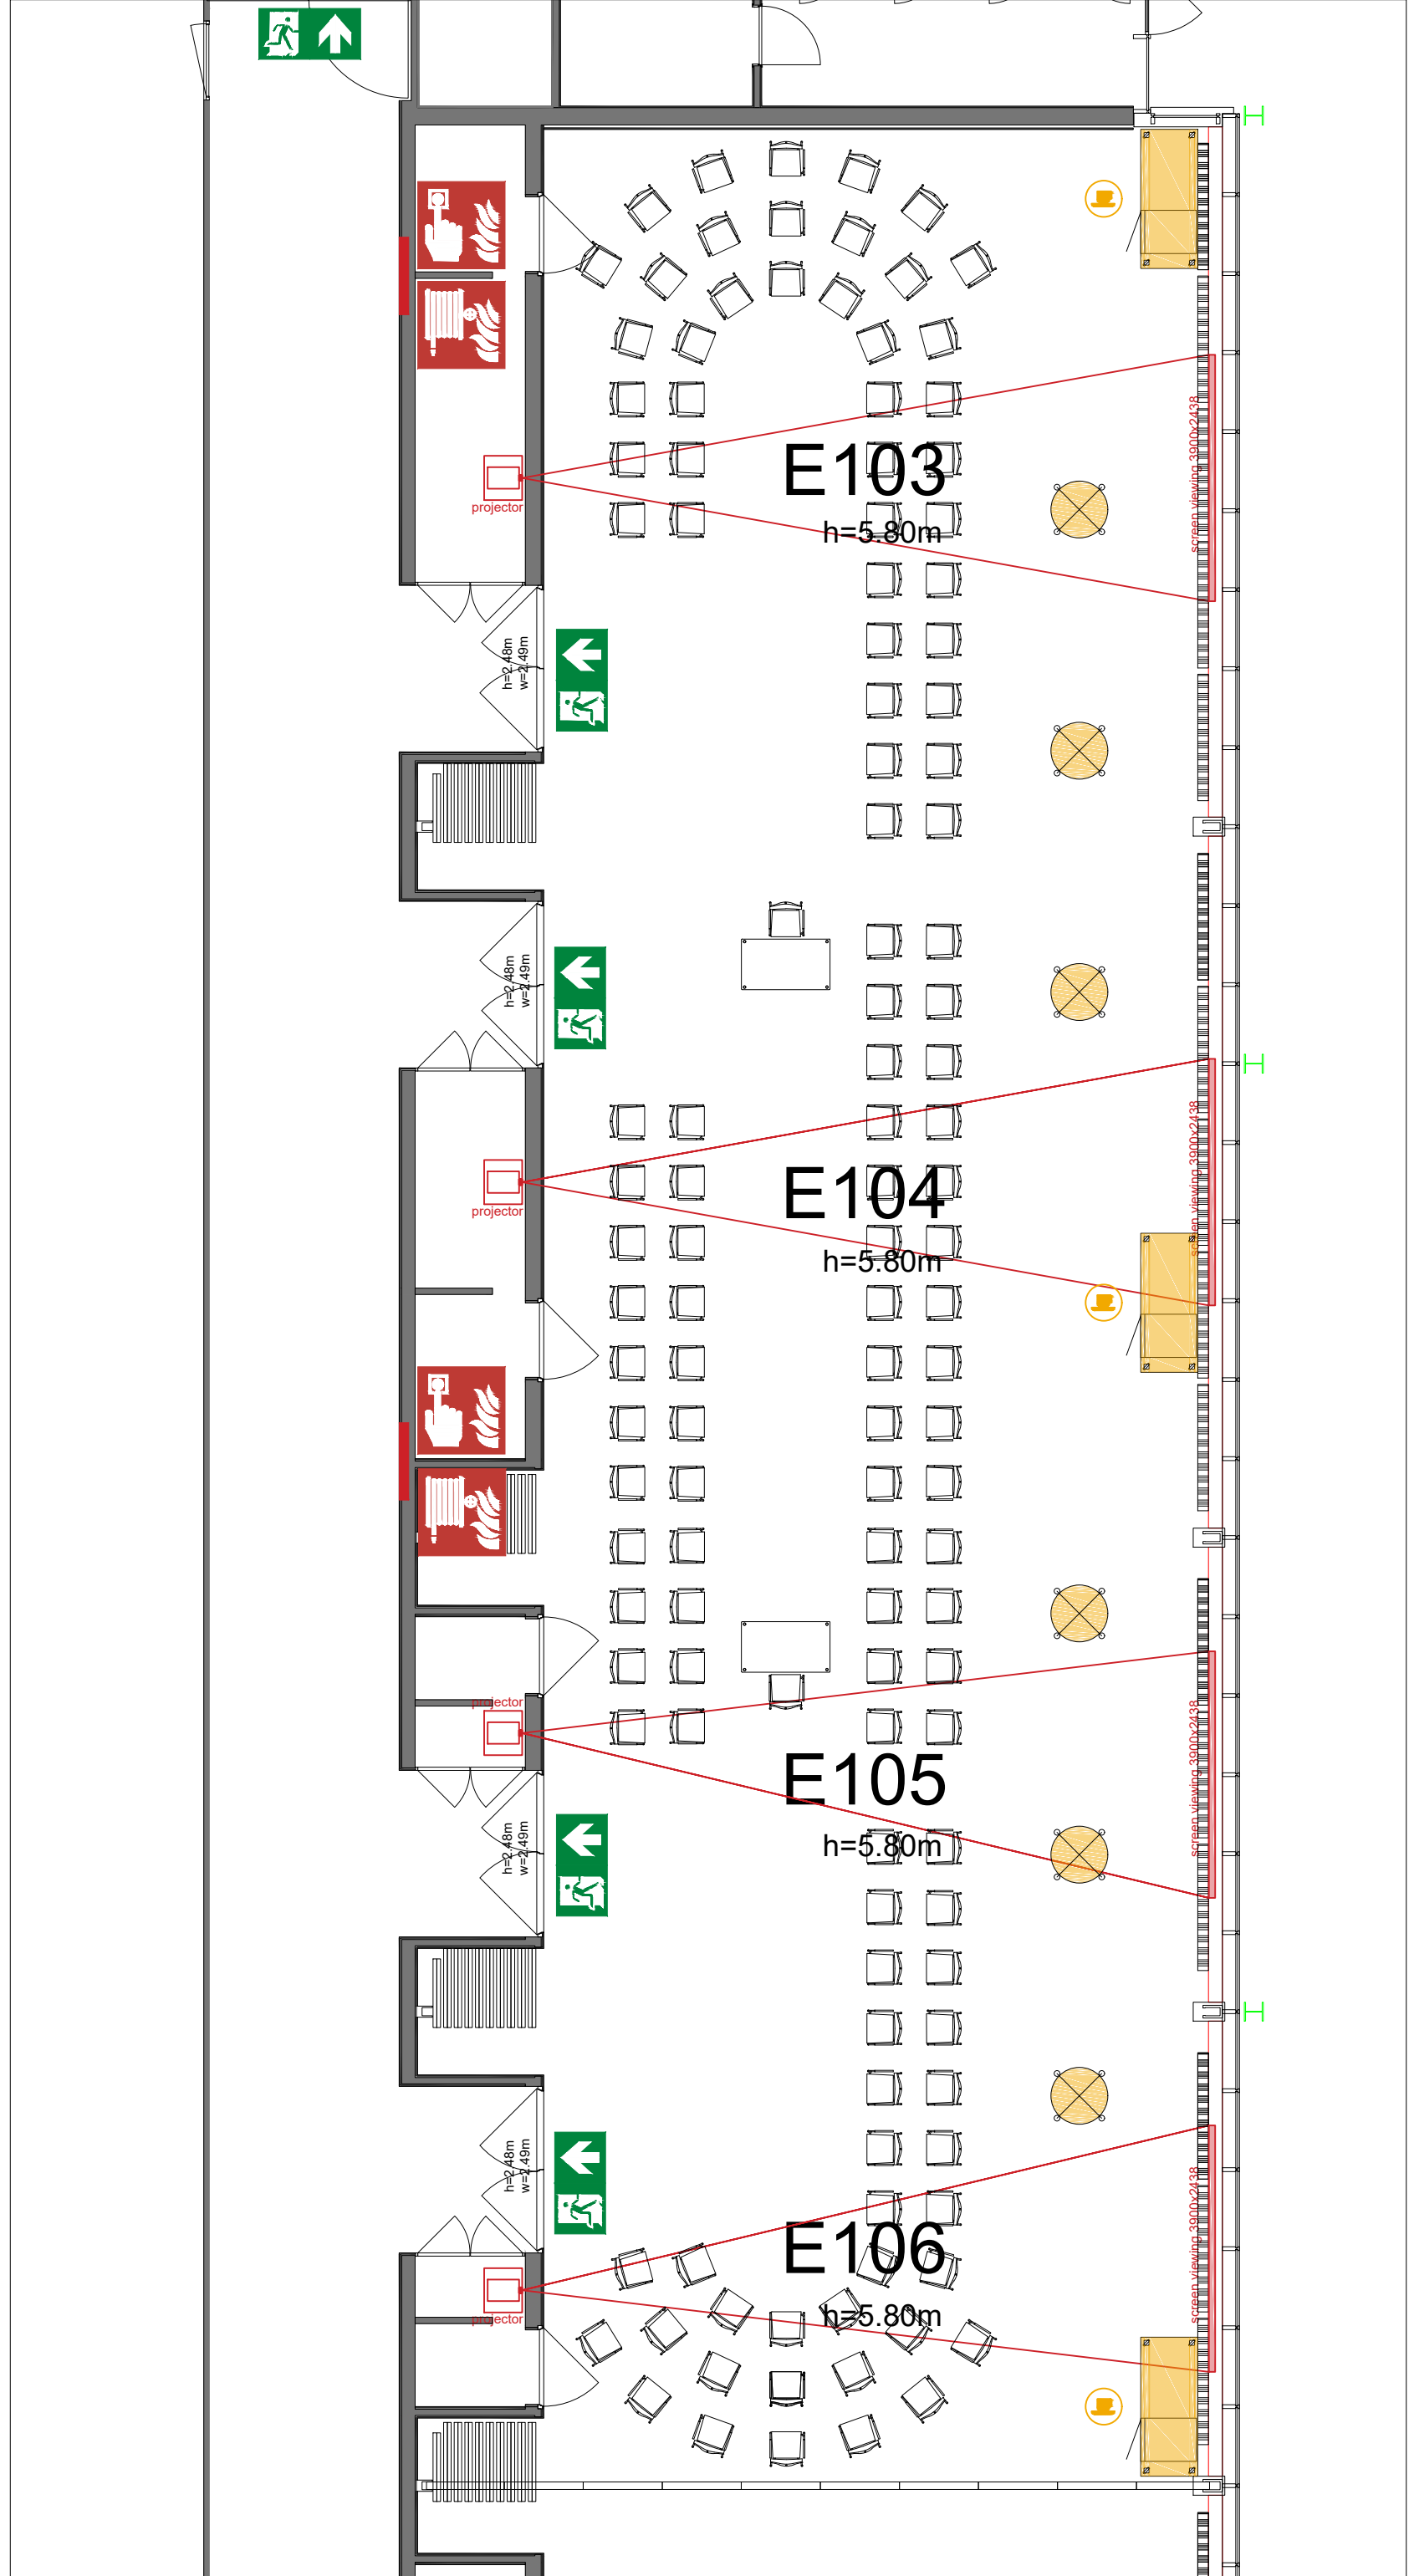 E103
h=5.80m
projector
screen viewing 3900x2438
h=2.48m
w=2.49m
h=2.48m
w=2.49m
E104
h=5.80m
projector
screen viewing 3900x2438
projector
E105
h=5.80m
screen viewing 3900x2438
h=2.48m
w=2.49m
h=2.48m
w=2.49m
E106
h=5.80m
projector
screen viewing 3900x2438